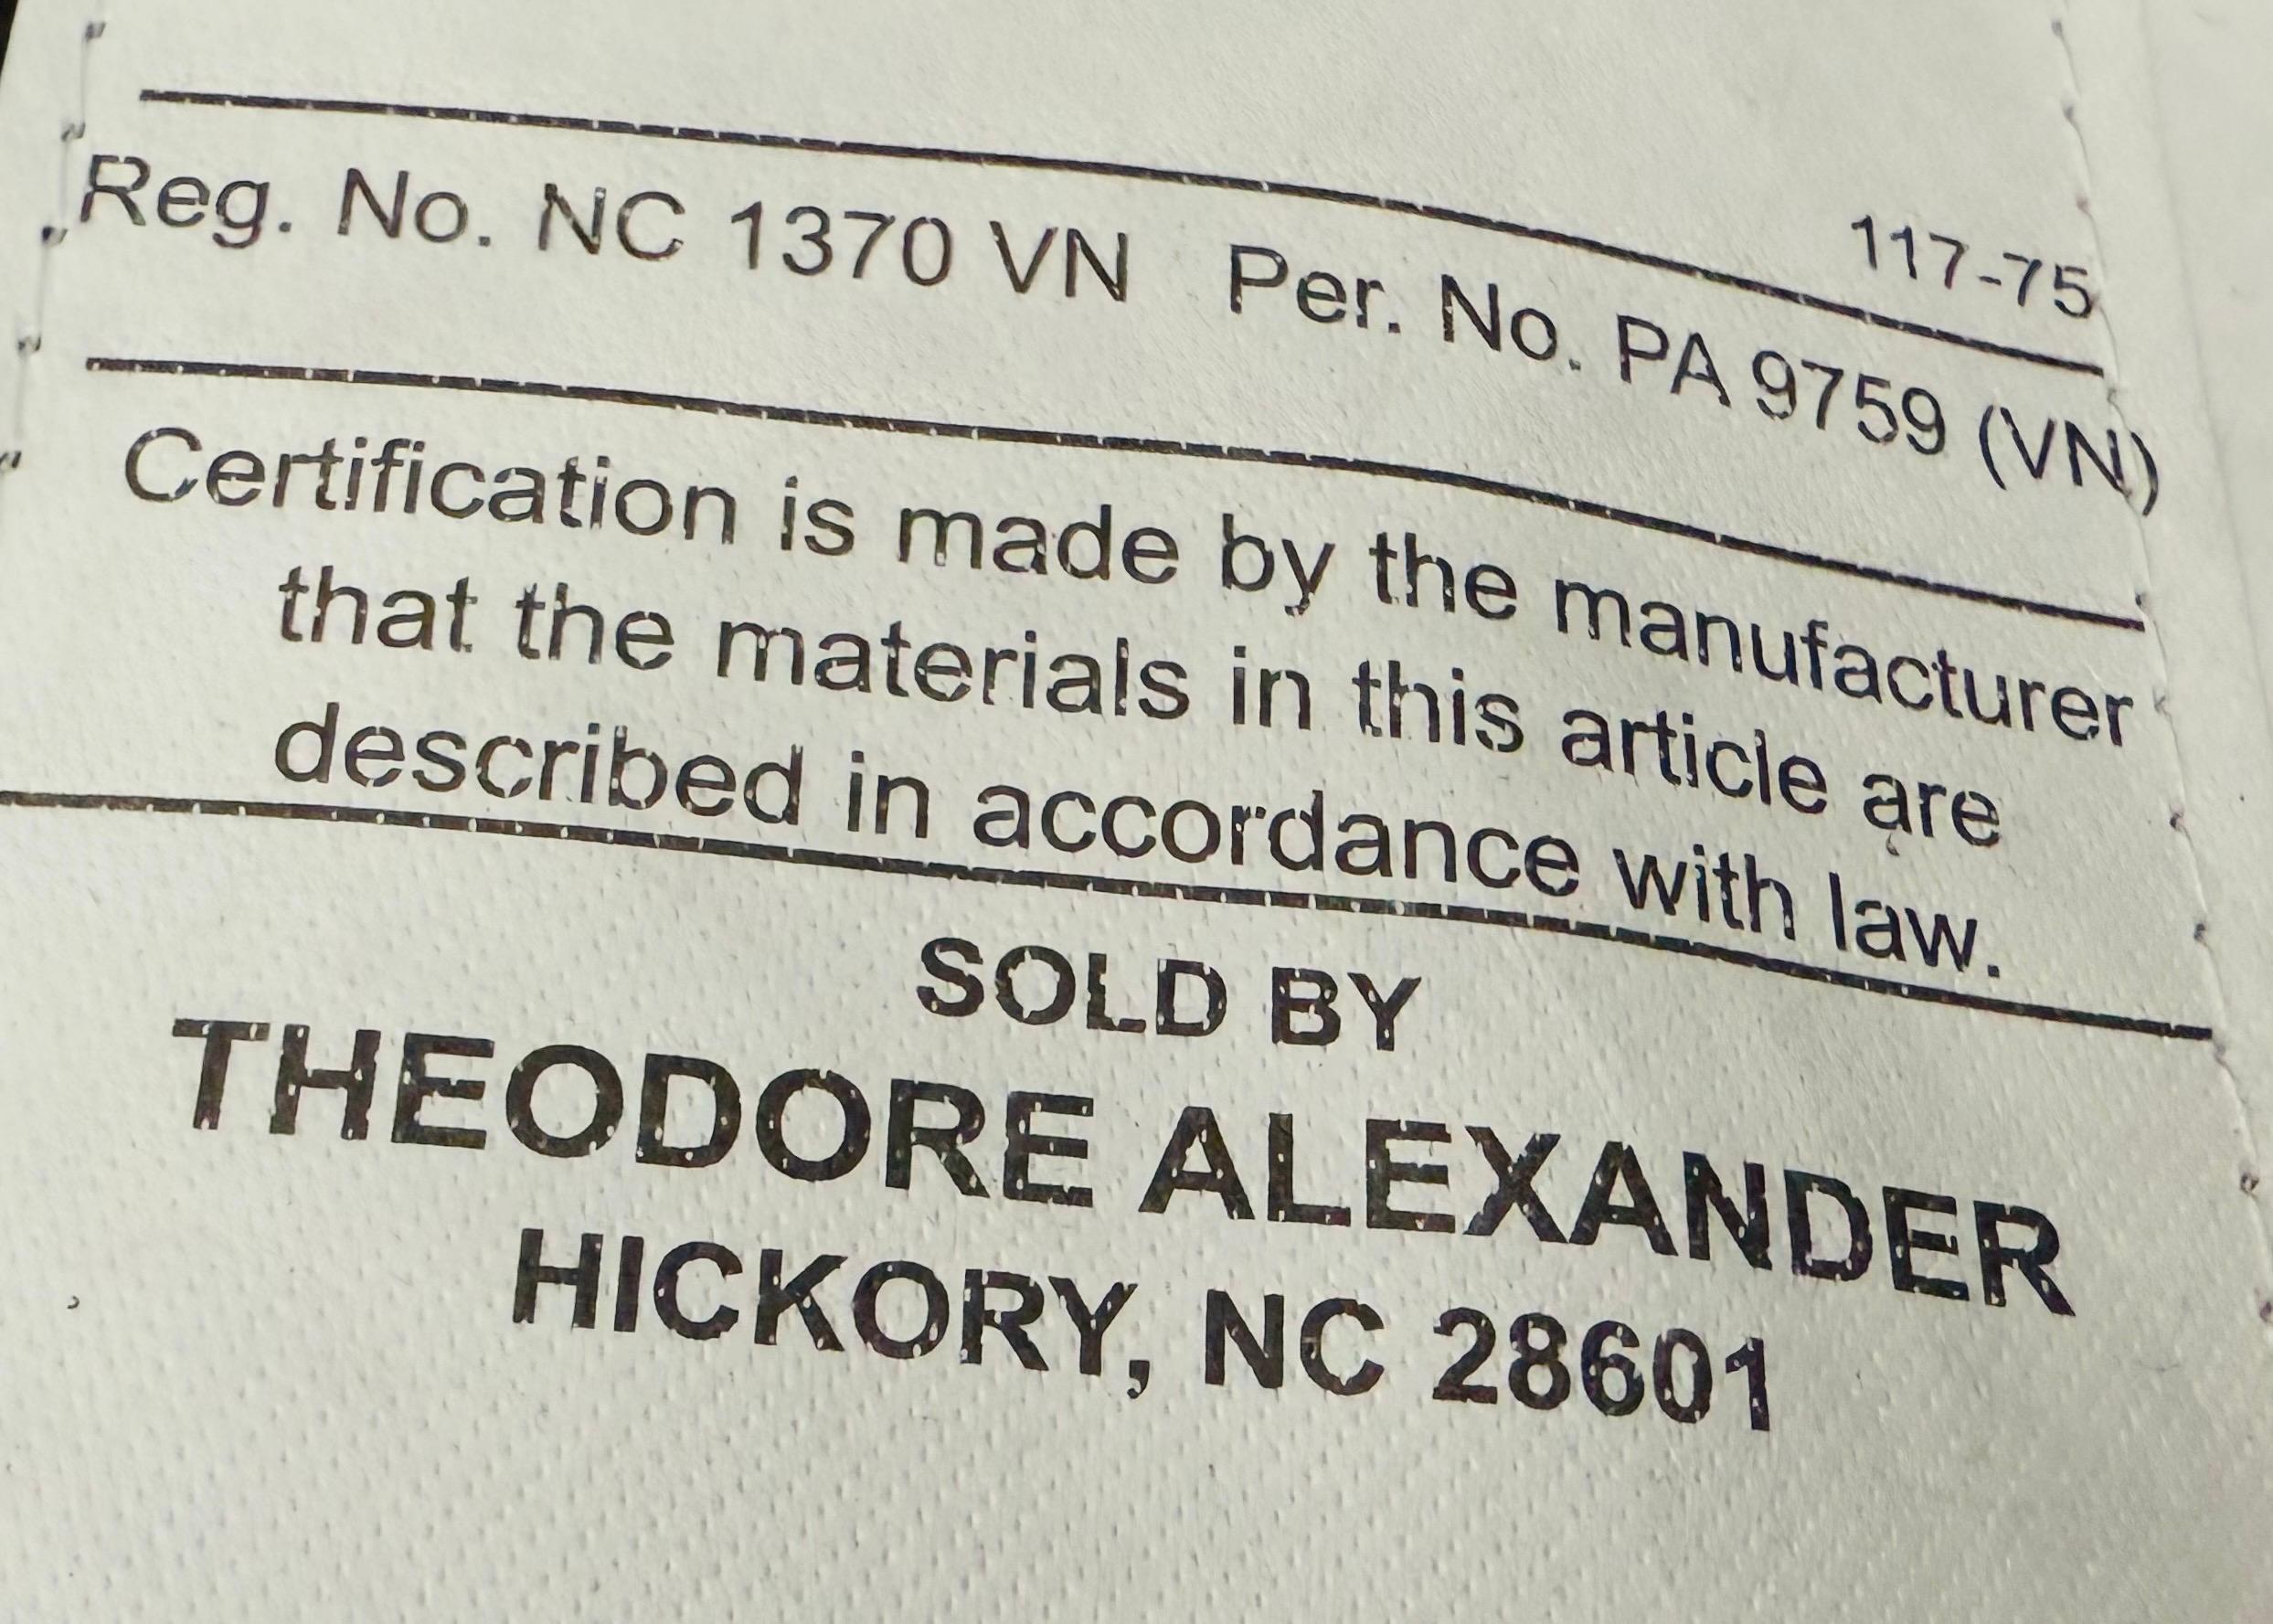 117-75
Reg. No. NC 1370 VN Per. No. PA 9759 (VN)
Certification is made by the manufacturer
that the materials in this article are
described in accordance with law.
SOLD BY
THEODORE ALEXANDER
HICKORY, NC 28601